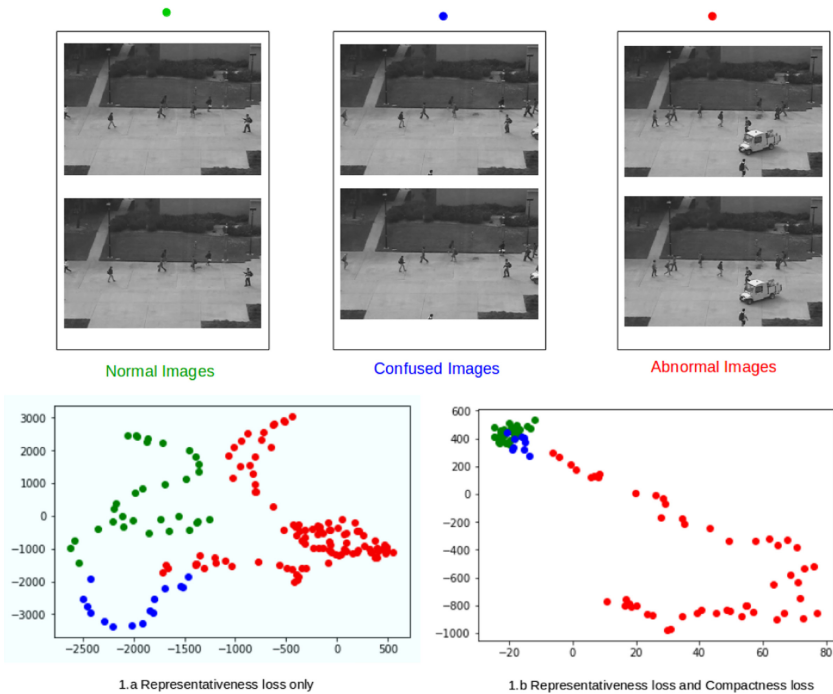 Normal Images
Confused Images
Abnormal Images
3000
2000
1000
0
−1000
−2000
−3000
−2500 −2000 −1500 −1000 −500 0 500
600
400
200
0
−200
−400
−600
−800
−1000
−20 0 20 40 60 80
1.a Representativeness loss only
1.b Representativeness loss and Compactness loss